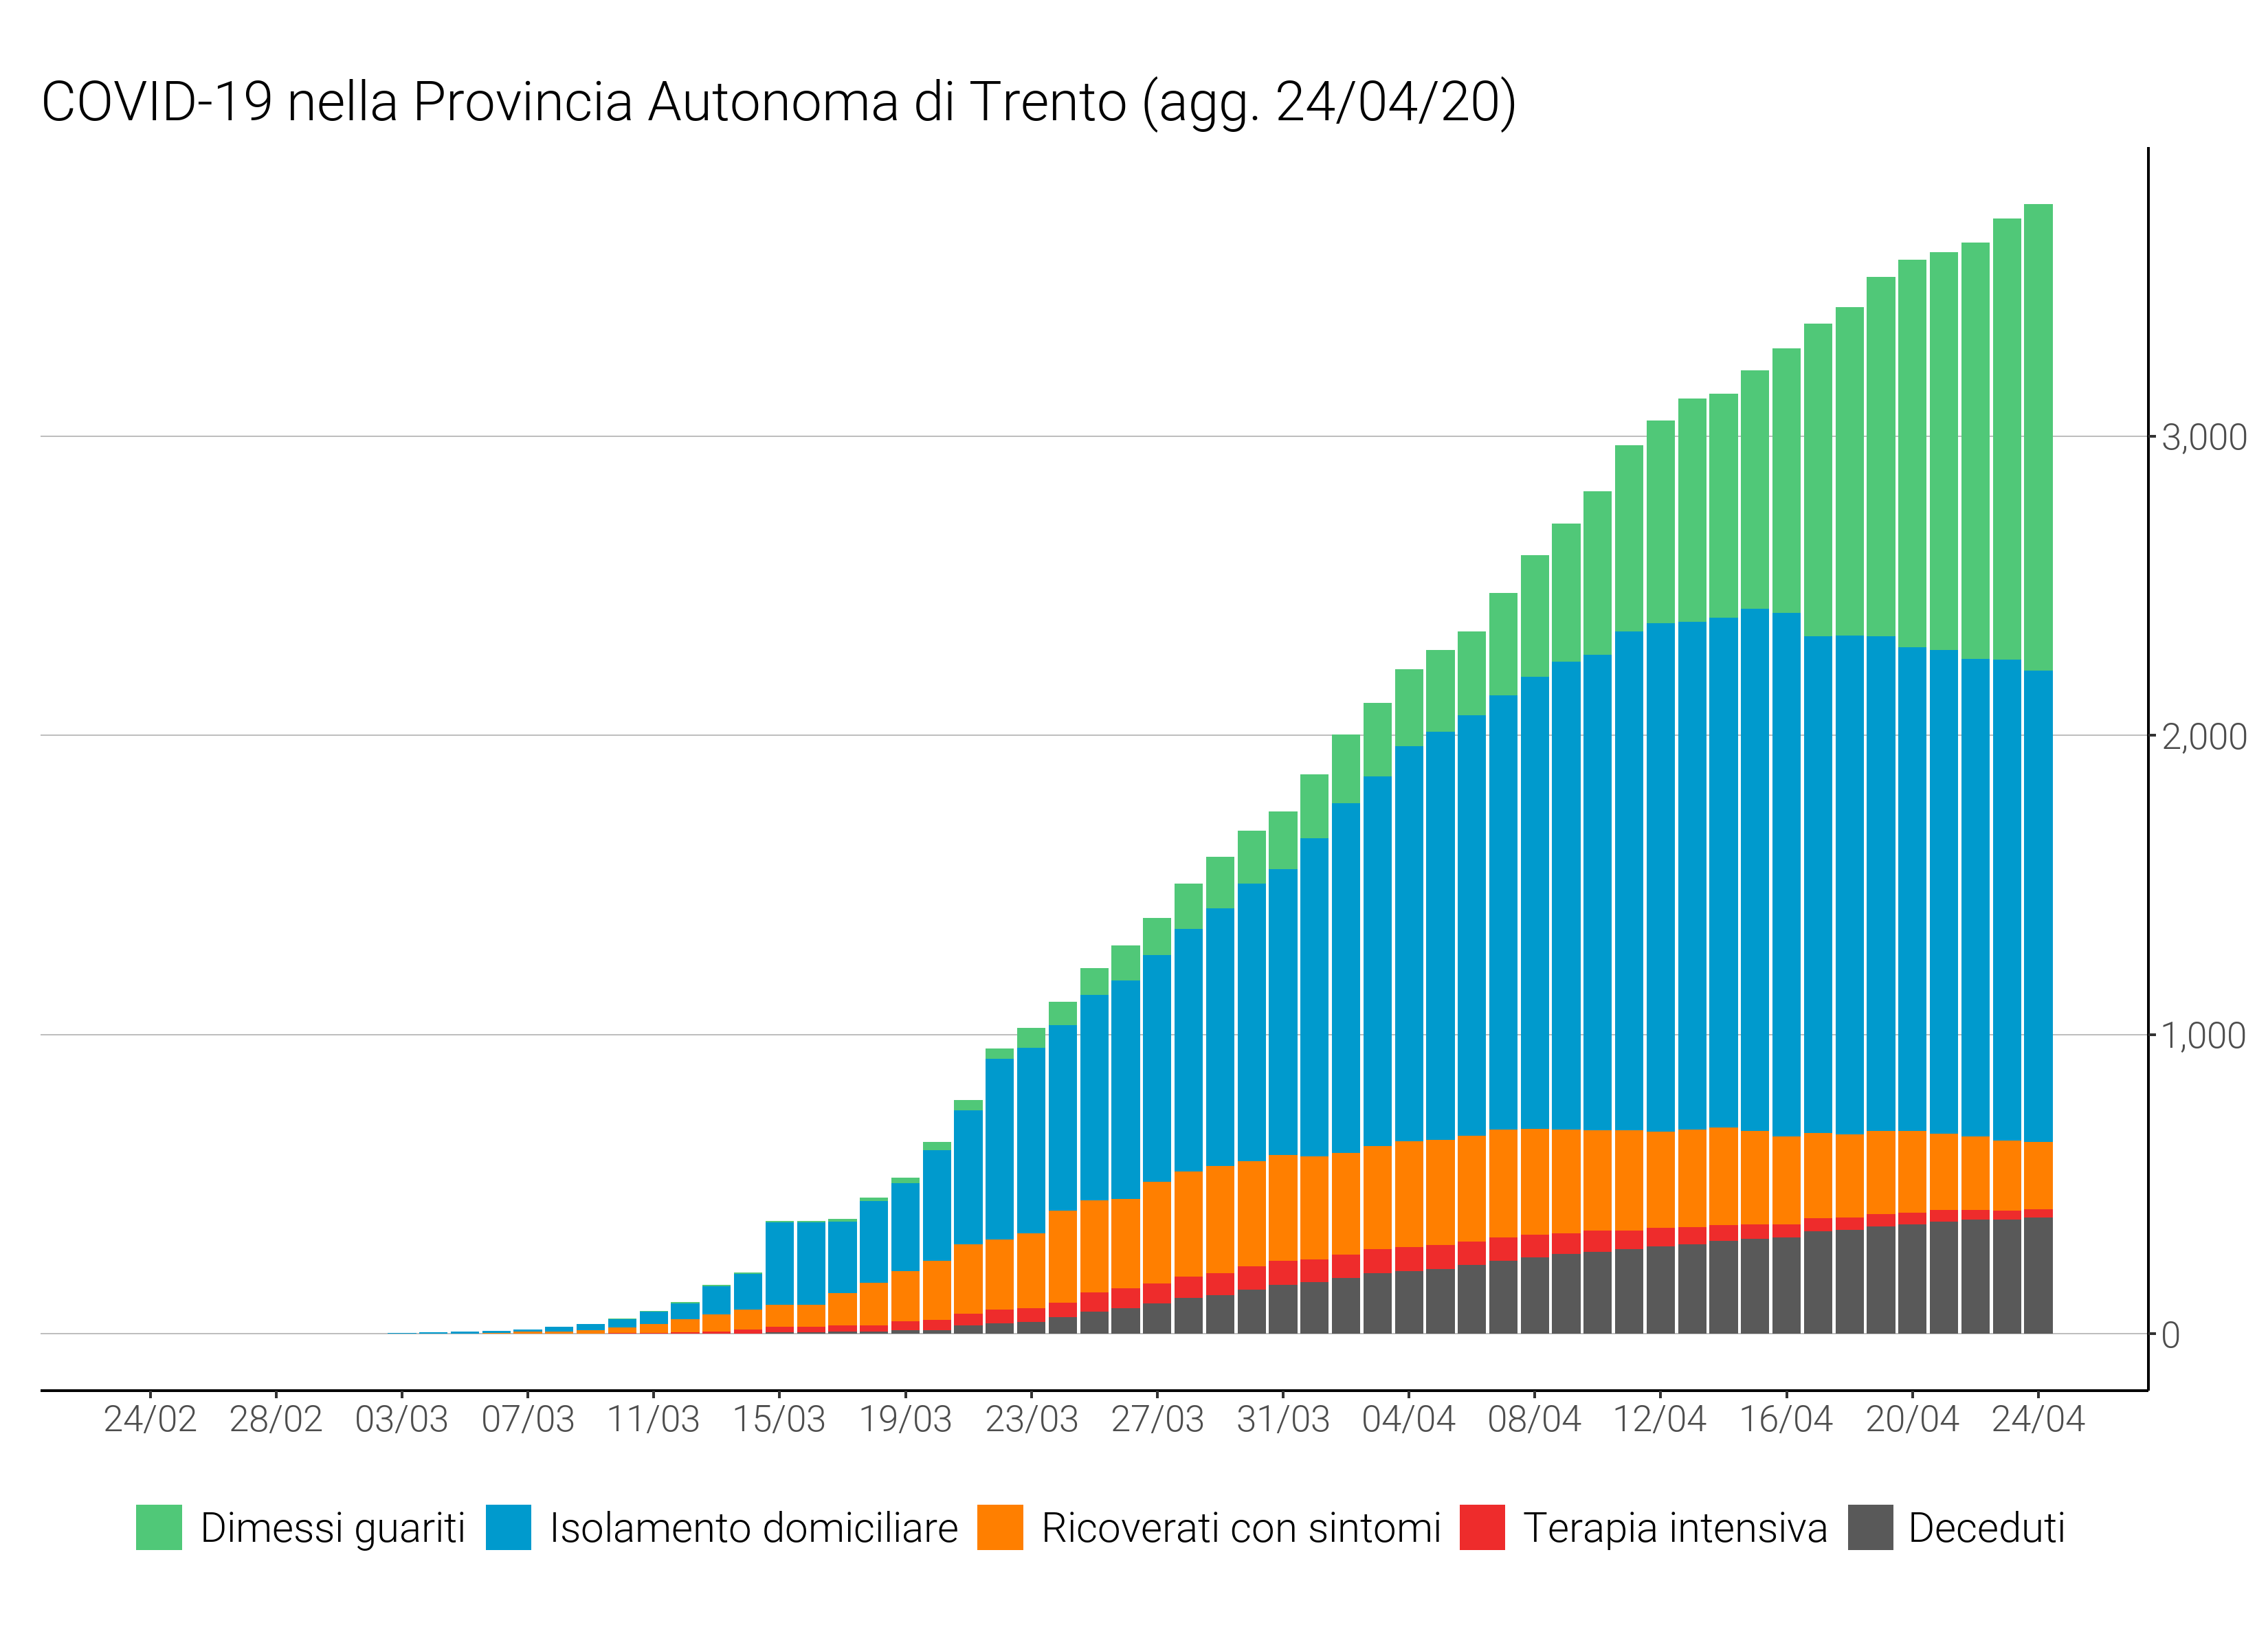 COVID-19 nella Provincia Autonoma di Trento (agg. 24/04/20)
3,000
2,000
1,000
0
24/02 28/02 03/03 07/03 11/03 15/03 19/03 23/03 27/03 31/03 04/04 08/04 12/04 16/04 20/04 24/04
Dimessi guariti Isolamento domiciliare Ricoverati con sintomi Terapia intensiva Deceduti